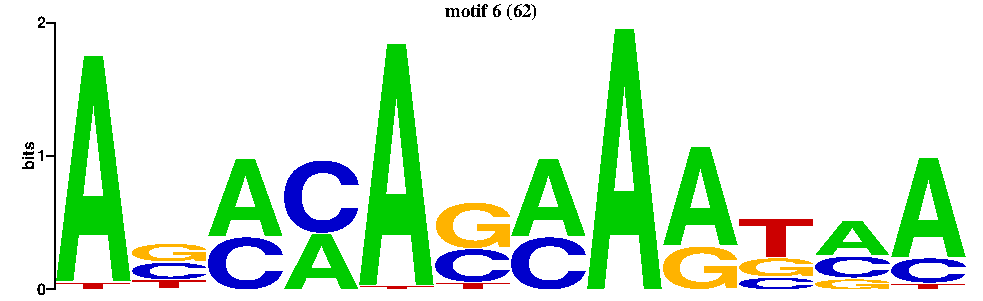 motif 6 (62)
2
bits
1
0
A G A C A G A A A T A A
T C C A T C C G G C C
T T C G T